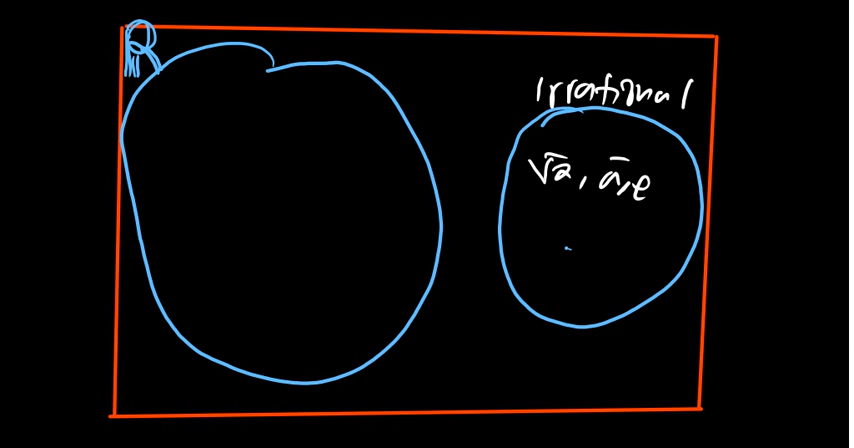 R
Irrational
√2, π, e